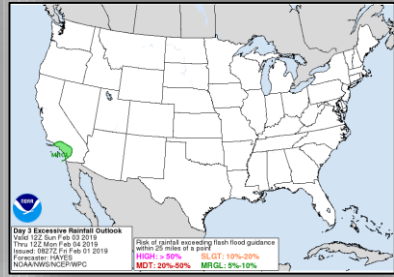 MRGL
NOAA
Day 3 Excessive Rainfall Outlook
Valid 12Z Sun Feb 03 2019
Thru 12Z Mon Feb 04 2019
Issued: 0827Z Fri Feb 01 2019
Forecaster: HAYES
NOAA/NWS/NCEP/WPC
Risk of rainfall exceeding flash flood guidance
within 25 miles of a point
HIGH: > 50% SLGT: 10%-20%
MDT: 20%-50% MRGL: 5%-10%